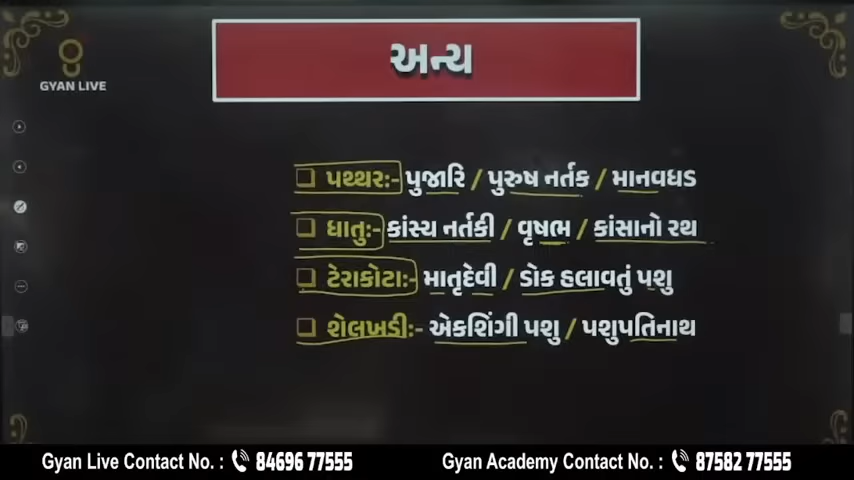 અન્ય
GYAN LIVE
પથ્થર:- પુજારિ / પુરુષ નર્તક / માનવધડ
ધાતુ:- કાંસ્ય નર્તકી / વૃષભ / કાંસાનો રથ
ટેરાકોટા:- માતૃદેવી / ડોક હલાવતું પશુ
શેલખડી:- એકશિંગી પશુ / પશુપતિનાથ
Gyan Live Contact No. : 84696 77555 Gyan Academy Contact No. : 87582 77555